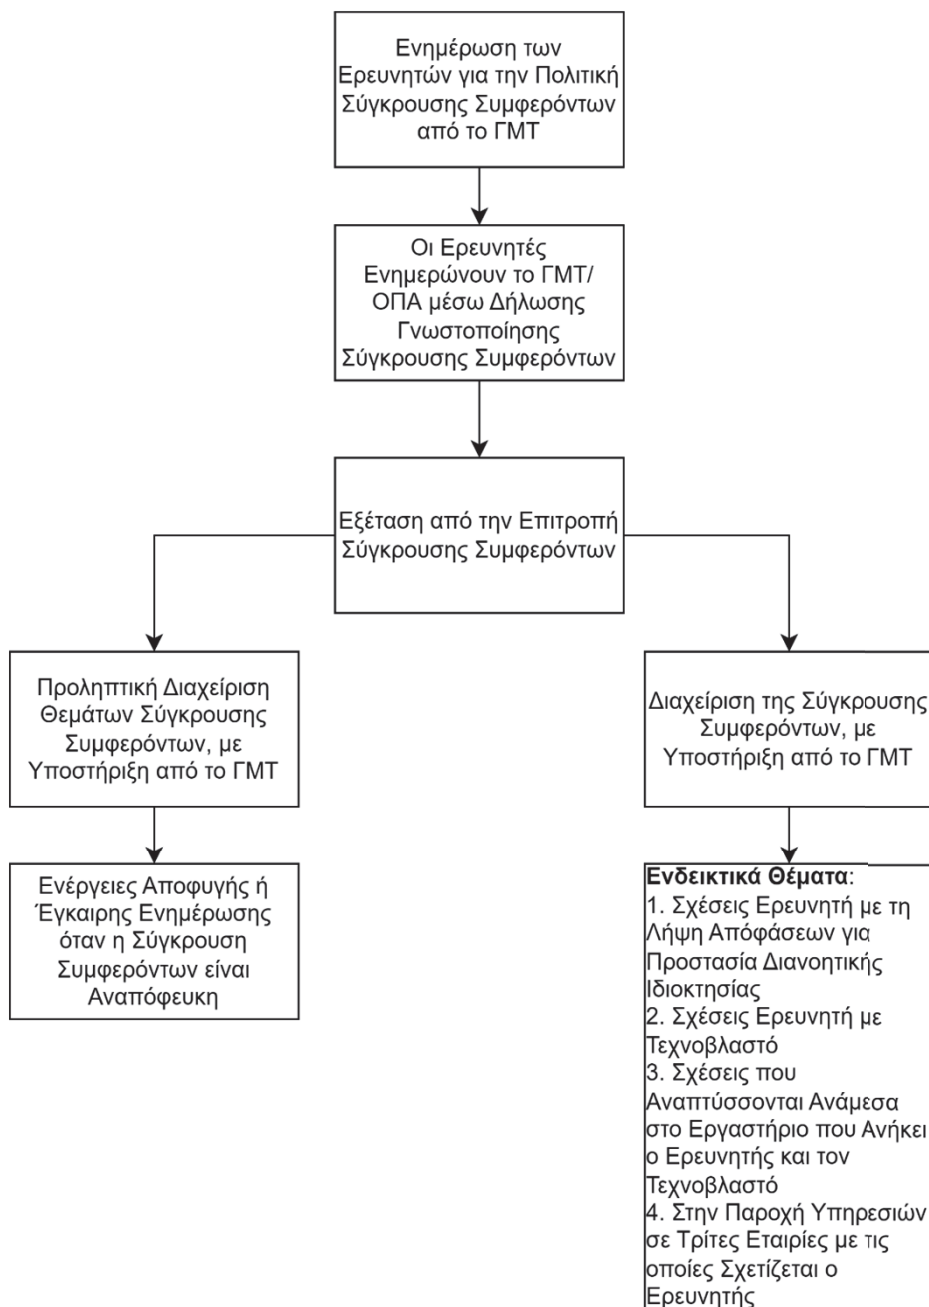 Ενημέρωση των
Ερευνητών για την Πολιτική
Σύγκρουσης Συμφερόντων
από το ΓΜΤ
Οι Ερευνητές
Ενημερώνουν το ΓΜΤ/
ΟΠΑ μέσω Δήλωσης
Γνωστοποίησης
Σύγκρουσης Συμφερόντων
Εξέταση από την Επιτροπή
Σύγκρουσης Συμφερόντων
Προληπτική Διαχείριση
Θεμάτων Σύγκρουσης
Συμφερόντων, με
Υποστήριξη από το ΓΜΤ
Διαχείριση της Σύγκρουσης
Συμφερόντων, με
Υποστήριξη από το ΓΜΤ
Ενέργειες Αποφυγής ή
Έγκαιρης Ενημέρωσης
όταν η Σύγκρουση
Συμφερόντων είναι
Αναπόφευκη
Ενδεικτικά Θέματα:
1. Σχέσεις Ερευνητή με τη
Λήψη Απόφάσεων για
Προστασία Διανοητικής
Ιδιοκτησίας
2. Σχέσεις Ερευνητή με
Τεχνοβλαστό
3. Σχέσεις που
Αναπτύσσονται Ανάμεσα
στο Εργαστήριο που Ανήκει
ο Ερευνητής και τον
Τεχνοβλαστό
4. Στην Παροχή Υπηρεσιών
σε Τρίτες Εταιρίες με τις
οποίες Σχετίζεται ο
Ερευνητής